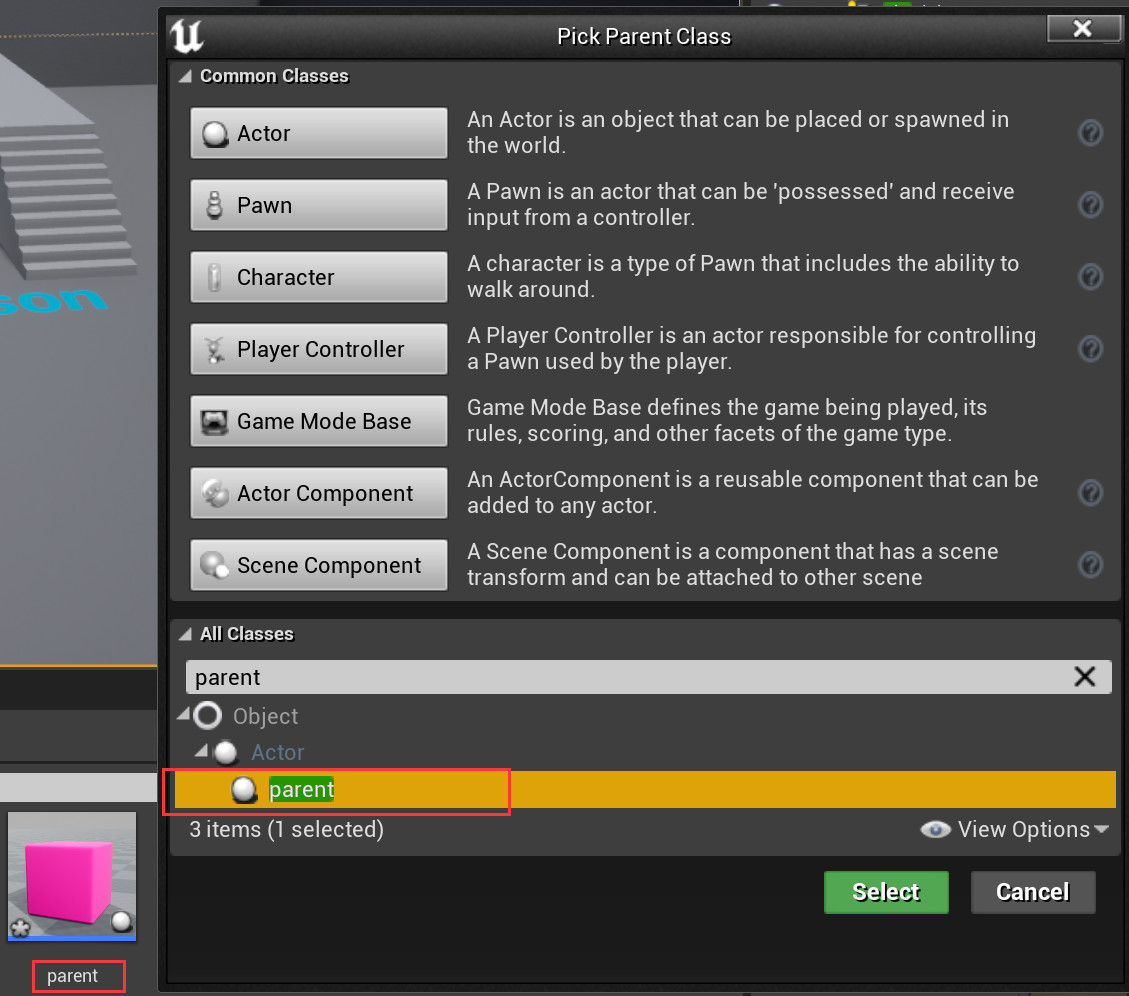 Pick Parent Class
Common Classes
Actor
An Actor is an object that can be placed or spawned in
the world.
Pawn
A Pawn is an actor that can be 'possessed' and receive
input from a controller.
Character
A character is a type of Pawn that includes the ability to
walk around.
Player Controller
A Player Controller is an actor responsible for controlling
a Pawn used by the player.
Game Mode Base
Game Mode Base defines the game being played, its
rules, scoring, and other facets of the game type.
Actor Component
An ActorComponent is a reusable component that can be
added to any actor.
Scene Component
A Scene Component is a component that has a scene
transform and can be attached to other scene
son
All Classes
parent
Object
Actor
parent
3 items (1 selected)
View Options
Select
Cancel
parent